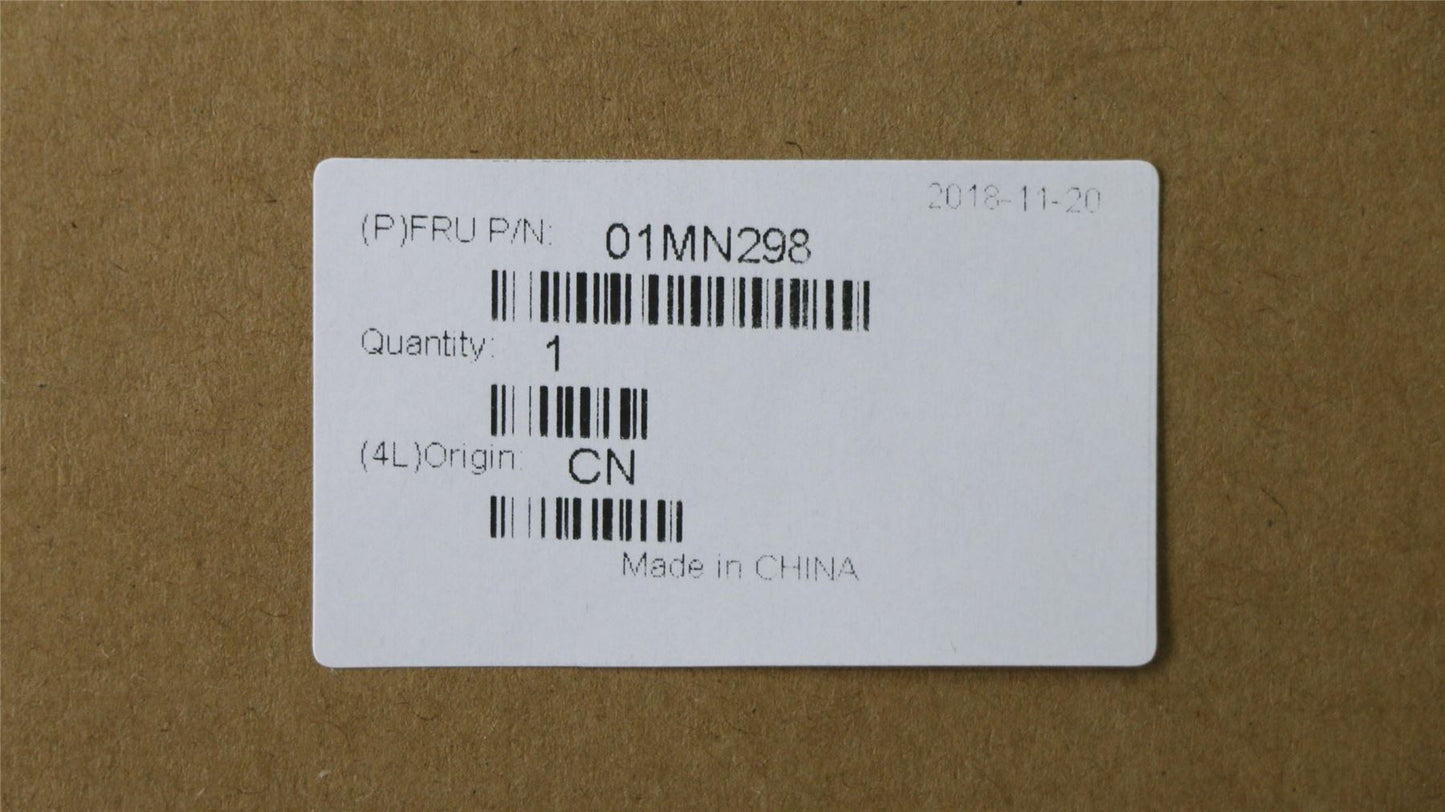 2018-11-20
(P)FRU P/N: 01MN298
Quantity: 1
(4L)Origin: CN
Made in CHINA